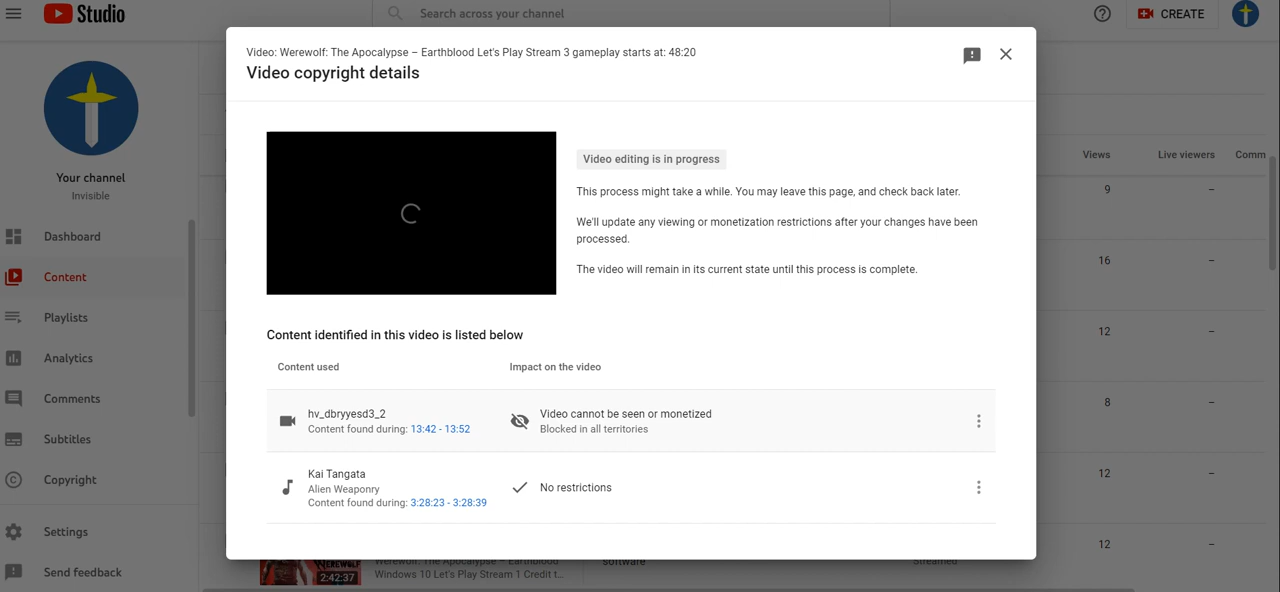 Studio
Search across your channel
CREATE
Video: Werewolf: The Apocalypse – Earthblood Let's Play Stream 3 gameplay starts at: 48:20
Video copyright details
Your channel
Invisible
Dashboard
Content
Playlists
Analytics
Comments
Subtitles
Copyright
Settings
Send feedback
Video editing is in progress
This process might take a while. You may leave this page, and check back later.
We'll update any viewing or monetization restrictions after your changes have been
processed.
The video will remain in its current state until this process is complete.
Content identified in this video is listed below
Content used Impact on the video
hv_dbryyesd3_2
Content found during: 13:42 - 13:52
Video cannot be seen or monetized
Blocked in all territories
Kai Tangata
Alien Weaponry
Content found during: 3:28:23 - 3:28:39
No restrictions
Views Live viewers Comm
9 –
16 –
12 –
8 –
12 –
12 –
WEREWOLF
2:42:37
Werewolf: The Apocalypse – Earthblood
Windows 10 Let's Play Stream 1 Credit t...
software
Streamed